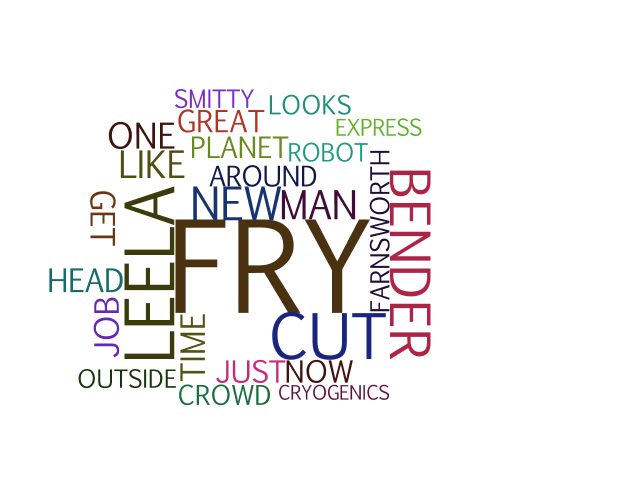 SMITTY
LOOKS
GREAT
EXPRESS
ONE
PLANET
ROBOT
LIKE
AROUND
FARNSWORTH
BENDER
GET
LEELA
NEW
MAN
FRY
HEAD
JOB
TIME
CUT
OUTSIDE
JUST
NOW
CROWD
CRYOGENICS